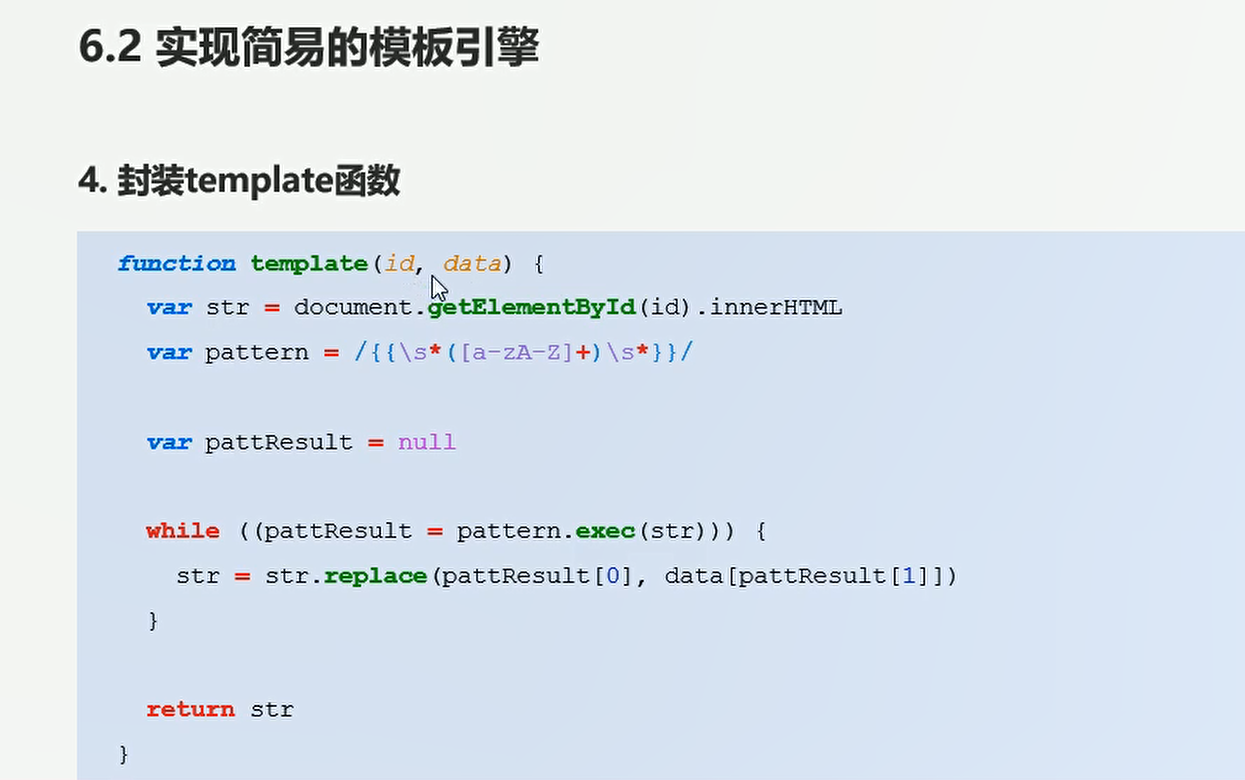 6.2 实现简易的模板引擎
4. 封装template函数
function template(id, data) {
var str = document.getElementById(id).innerHTML
var pattern = /{{\s*([a-zA-Z]+)\s*}}/
var pattResult = null
while ((pattResult = pattern.exec(str))) {
str = str.replace(pattResult[0], data[pattResult[1]])
}
return str
}